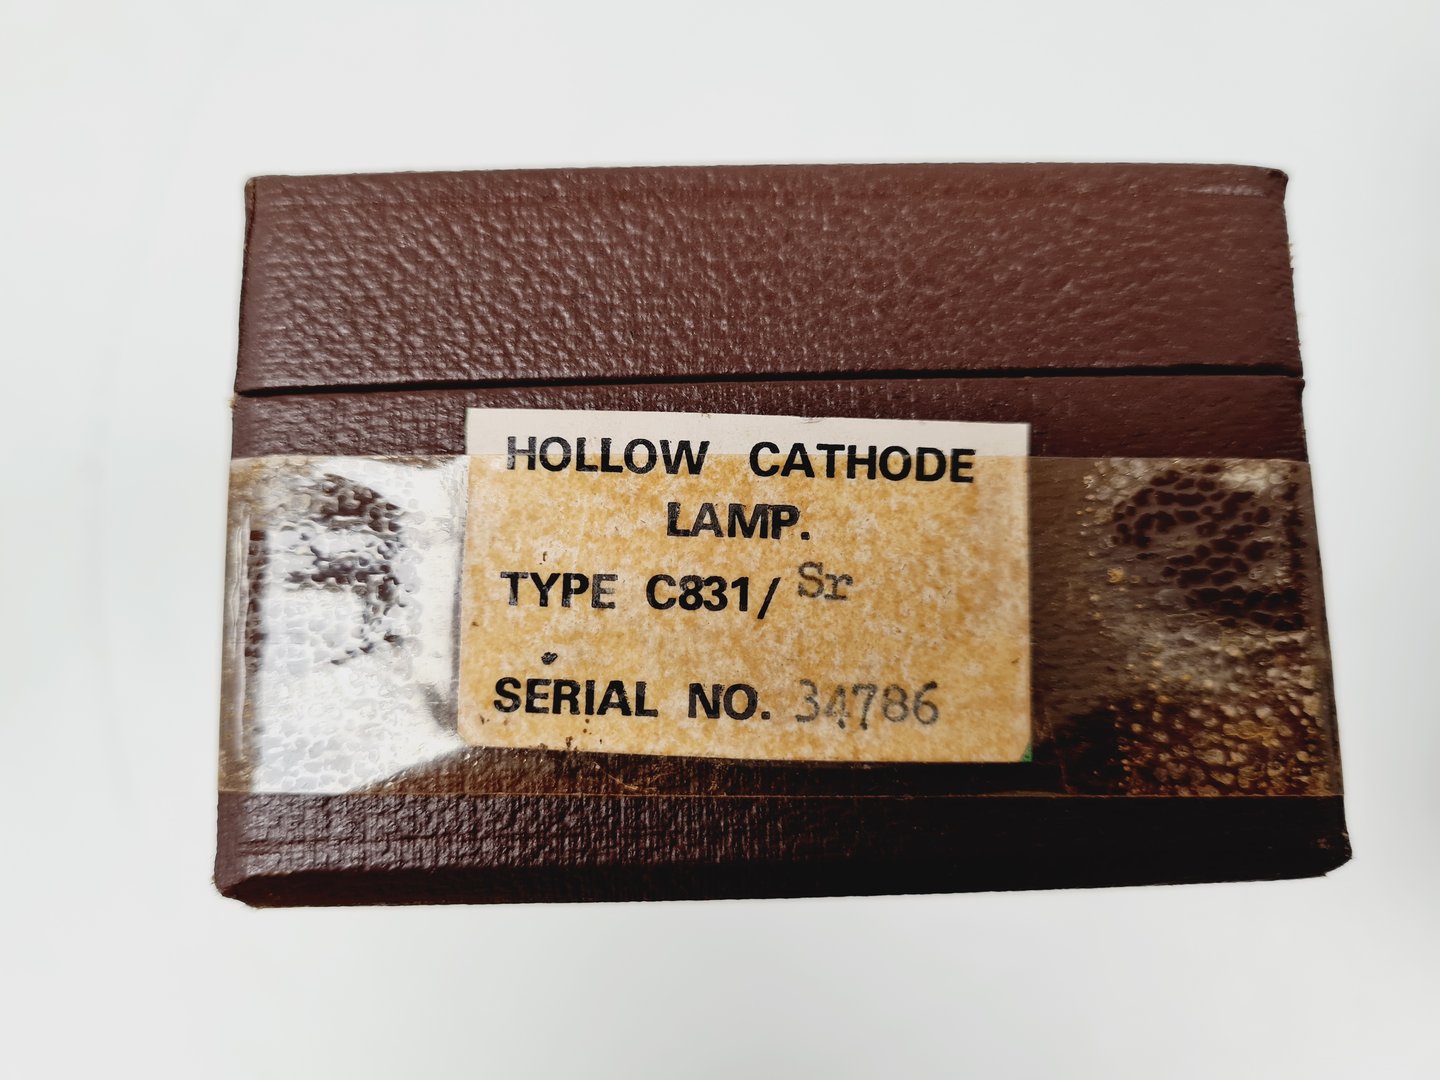 HOLLOW CATHODE
LAMP.
TYPE C831/ Sr
SERIAL NO. 34786